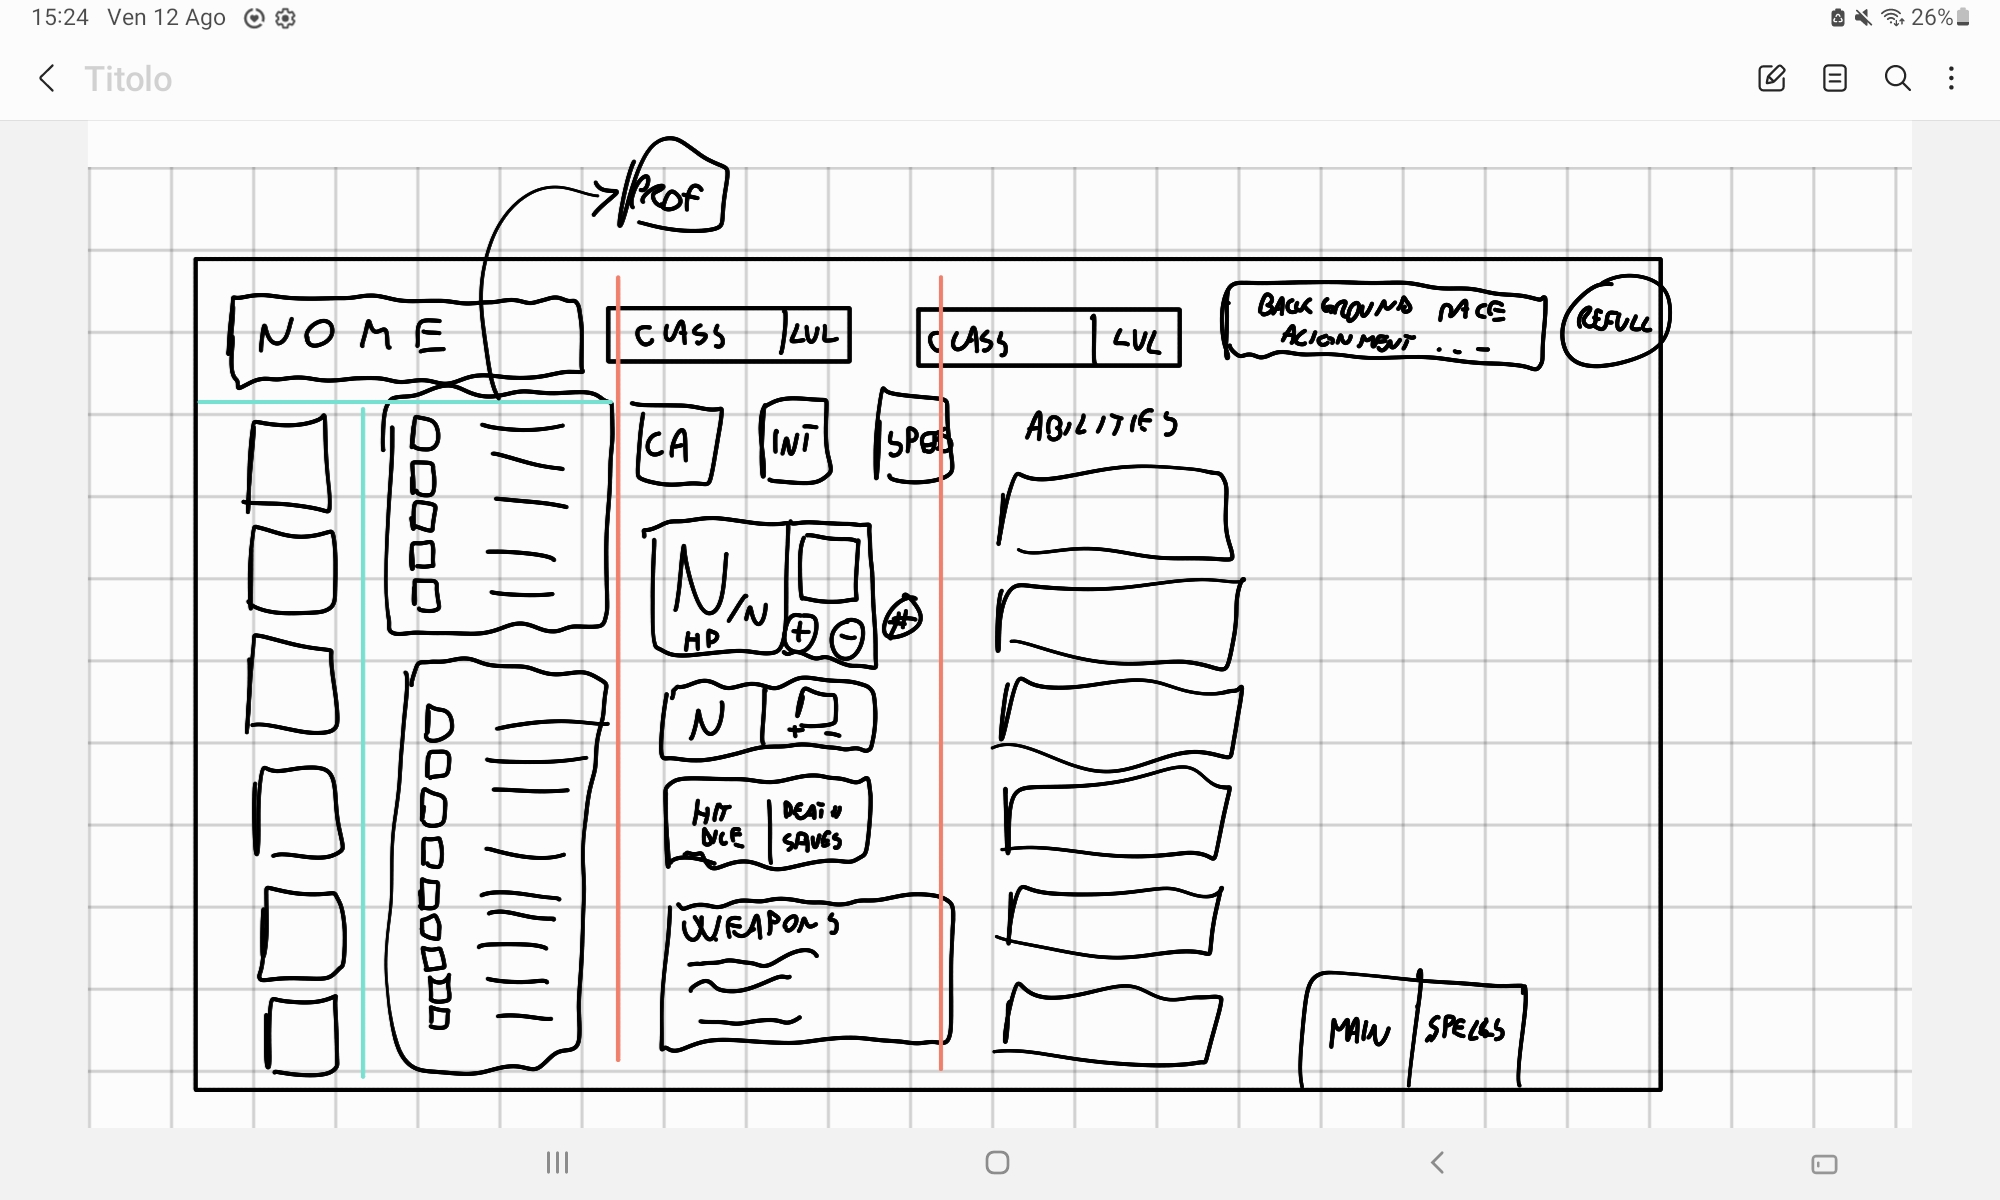 15:24 Ven 12 Ago
26%
Titolo
PROF
NOME
CLASS LVL
CLASS LVL
BACKGROUND RACE
ALIGNMENT ...
REFULL
CA
INT
SPEE
ABILITIES
N/N
HP
+ -
#
N
+ -
HIT
DICE
DEATH
SAVES
WEAPONS
MAIN
SPELLS